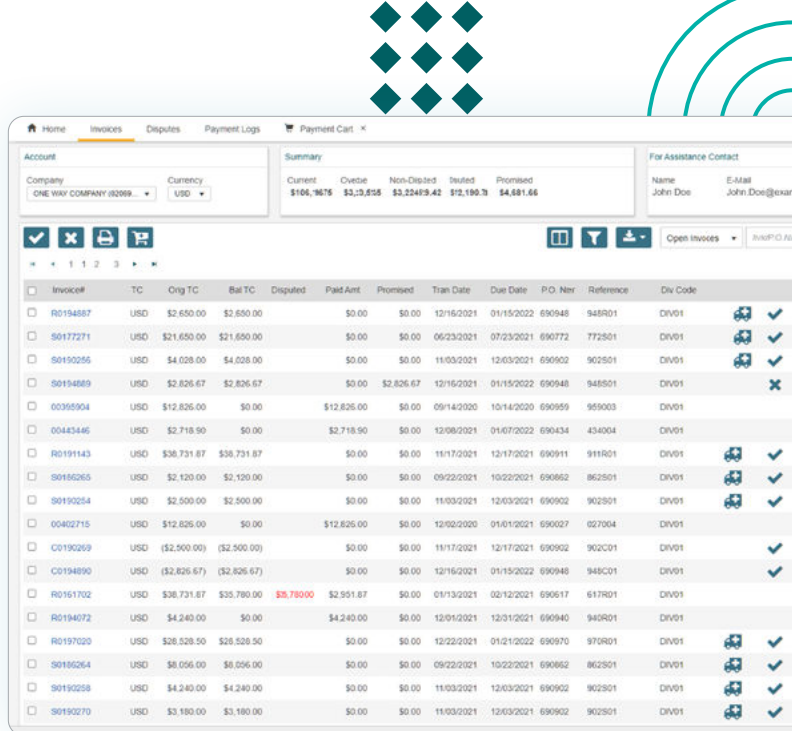 Home Invoices Disputes Payment Logs Payment Cart ×
Account Summary For Assistance Contact
Company Currency Current Non-Disputed Promised Name E-Mail
ONE WAY COMPANY (82069... USD $4,681.66 John Doe John.Doe@exam
Open Invoices
1 1 2 3
Invoice# TC Orig TC Bal TC Disputed Paid Amt Promised Tran Date Due Date P.O. Reference Div Code
R0194887 USD $2,650.00 $2,650.00 $0.00 $0.00 12/16/2021 01/15/2022 690948 948R01 DIV01
S0177271 USD $21,650.00 $21,650.00 $0.00 $0.00 06/23/2021 07/23/2021 690772 772S01 DIV01
S0190256 USD $4,028.00 $4,028.00 $0.00 $0.00 11/03/2021 12/03/2021 690902 902S01 DIV01
S0194889 USD $2,826.67 $2,826.67 $0.00 $2,826.67 12/16/2021 01/15/2022 690948 948S01 DIV01
00395904 USD $12,826.00 $0.00 $12,826.00 $0.00 09/14/2020 10/14/2020 690959 959003 DIV01
00443446 USD $2,718.90 $0.00 $2,718.90 $0.00 12/08/2021 01/07/2022 690434 434004 DIV01
R0191143 USD $38,731.87 $38,731.87 $0.00 $0.00 11/17/2021 12/17/2021 690911 911R01 DIV01
S0186265 USD $2,120.00 $2,120.00 $0.00 $0.00 09/22/2021 10/22/2021 690862 862S01 DIV01
S0190254 USD $2,500.00 $2,500.00 $0.00 $0.00 11/03/2021 12/03/2021 690902 902S01 DIV01
00402715 USD $12,826.00 $0.00 $12,826.00 $0.00 12/02/2020 01/01/2021 690027 027004 DIV01
C0190269 USD ($2,500.00) ($2,500.00) $0.00 $0.00 11/17/2021 12/17/2021 690902 902C01 DIV01
C0194890 USD ($2,826.67) ($2,826.67) $0.00 $0.00 12/16/2021 01/15/2022 690948 948C01 DIV01
R0161702 USD $38,731.87 $35,780.00 $2,951.87 $0.00 01/13/2021 02/12/2021 690617 617R01 DIV01
R0194072 USD $4,240.00 $0.00 $4,240.00 $0.00 12/01/2021 12/31/2021 690940 940R01 DIV01
R0197020 USD $28,528.50 $28,528.50 $0.00 $0.00 12/22/2021 01/21/2022 690970 970R01 DIV01
S0186264 USD $8,056.00 $8,056.00 $0.00 $0.00 09/22/2021 10/22/2021 690862 862S01 DIV01
S0190258 USD $4,240.00 $4,240.00 $0.00 $0.00 11/03/2021 12/03/2021 690902 902S01 DIV01
S0190270 USD $3,180.00 $3,180.00 $0.00 $0.00 11/03/2021 12/03/2021 690902 902S01 DIV01